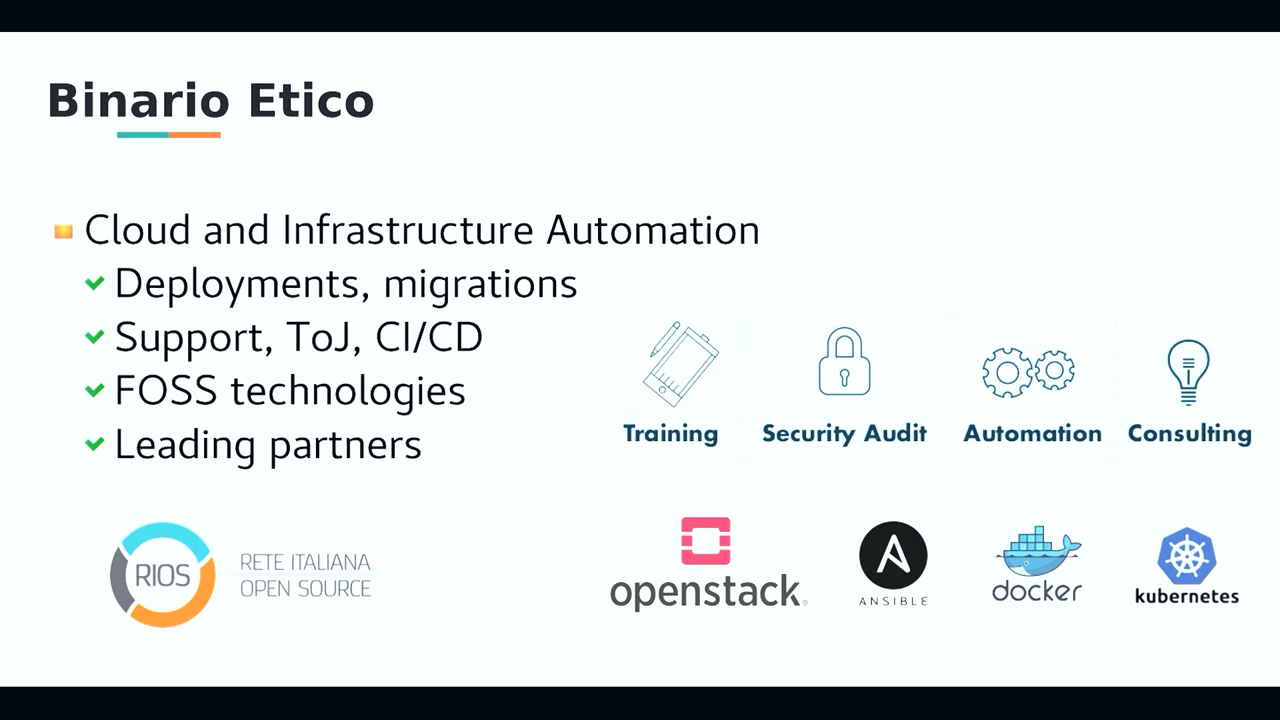 Binario Etico
Cloud and Infrastructure Automation
Deployments, migrations
Support, ToJ, CI/CD
FOSS technologies
Leading partners
Training
Security Audit
Automation
Consulting
RIOS
RETE ITALIANA
OPEN SOURCE
openstack
ANSIBLE
docker
kubernetes